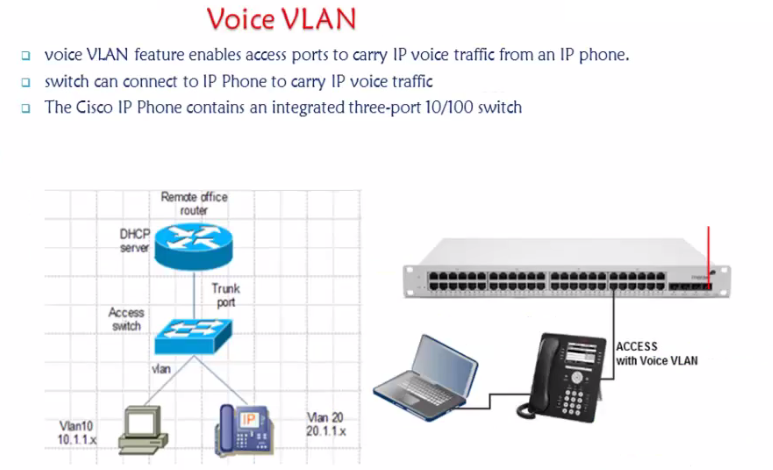 Voice VLAN
voice VLAN feature enables access ports to carry IP voice traffic from an IP phone.
switch can connect to IP Phone to carry IP voice traffic
The Cisco IP Phone contains an integrated three-port 10/100 switch
Remote office
router
DHCP
server
Trunk
port
Access
switch
vlan
IP
Vlan10
10.1.1.x
Vlan 20
20.1.1.x
ACCESS
with Voice VLAN